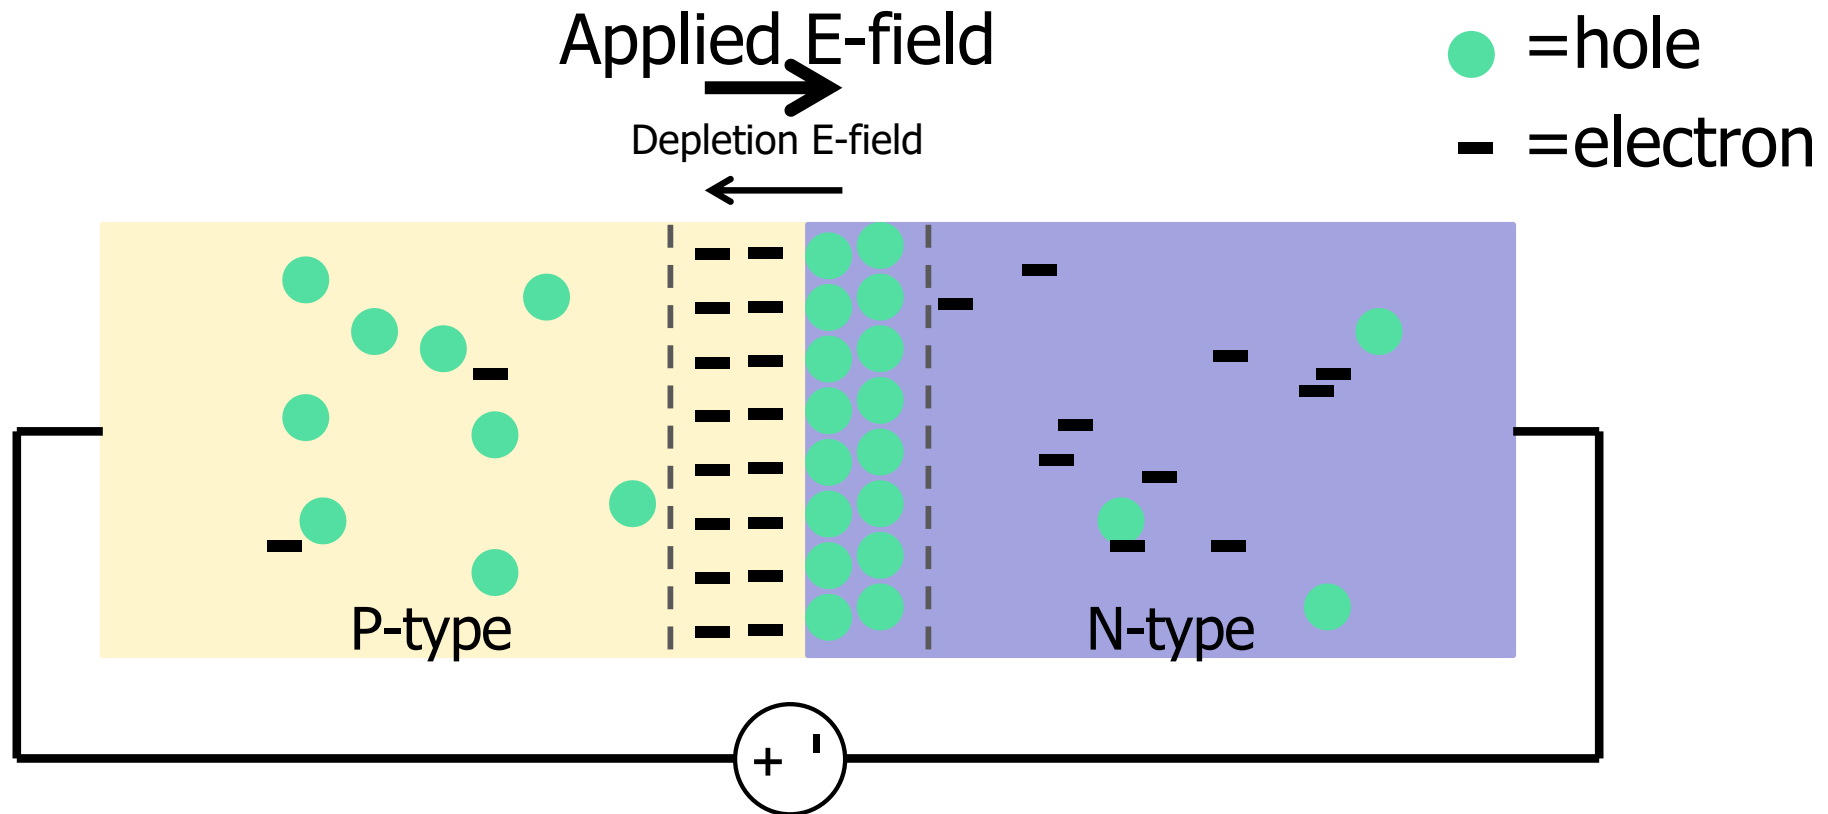 Applied E-field
=hole
Depletion E-field
=electron
P-type
N-type
+ -